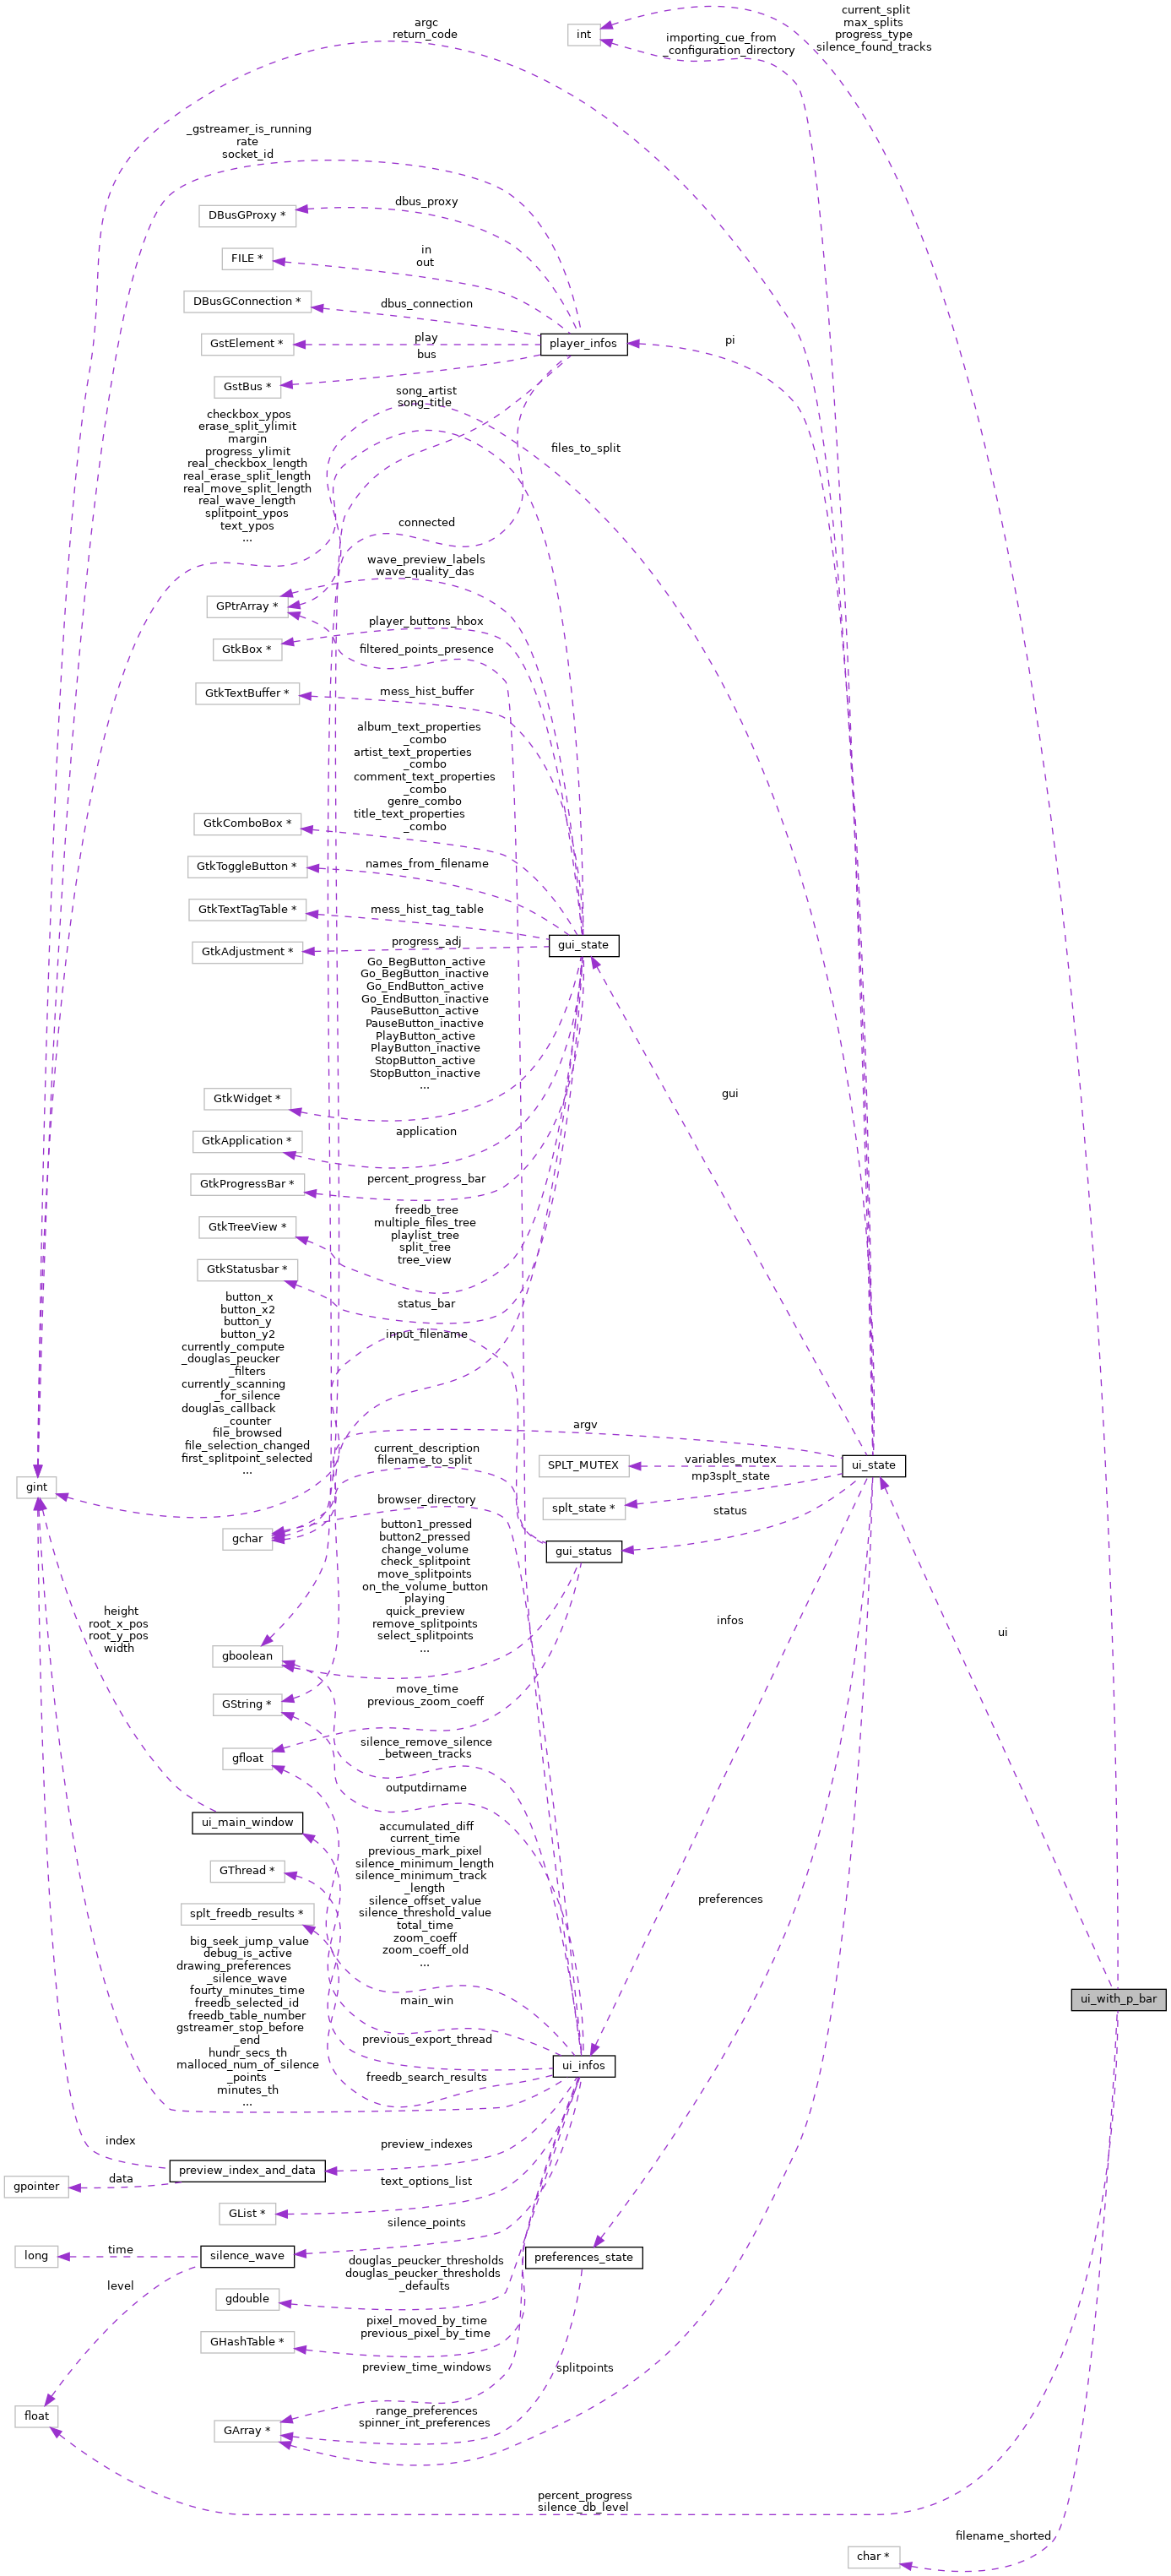 current_split
max_splits
progress_type
silence_found_tracks
argc
return_code
int
importing_cue_from
_configuration_directory
_gstreamer_is_running
rate
socket_id
dbus_proxy
DBusGProxy *
in
out
FILE *
DBusGConnection *
dbus_connection
GstElement *
play
player_infos
pi
bus
GstBus *
song_artist
song_title
checkbox_ypos
erase_split_ylimit
margin
progress_ylimit
real_checkbox_length
real_erase_split_length
real_move_split_length
real_wave_length
splitpoint_ypos
text_ypos
...
files_to_split
connected
wave_preview_labels
wave_quality_das
GPtrArray *
player_buttons_hbox
GtkBox *
filtered_points_presence
GtkTextBuffer *
mess_hist_buffer
album_text_properties
_combo
artist_text_properties
_combo
comment_text_properties
_combo
genre_combo
title_text_properties
_combo
GtkComboBox *
GtkToggleButton *
names_from_filename
GtkTextTagTable *
mess_hist_tag_table
GtkAdjustment *
progress_adj
gui_state
Go_BegButton_active
Go_BegButton_inactive
Go_EndButton_active
Go_EndButton_inactive
PauseButton_active
PauseButton_inactive
PlayButton_active
PlayButton_inactive
StopButton_active
StopButton_inactive
...
GtkWidget *
gui
GtkApplication *
application
GtkProgressBar *
percent_progress_bar
GtkTreeView *
freedb_tree
multiple_files_tree
playlist_tree
split_tree
tree_view
GtkStatusbar *
status_bar
button_x
button_x2
button_y
button_y2
currently_compute
_douglas_peucker
_filters
currently_scanning
_for_silence
douglas_callback
_counter
file_browsed
file_selection_changed
first_splitpoint_selected
...
input_filename
argv
gint
current_description
filename_to_split
SPLT_MUTEX
variables_mutex
ui_state
mp3splt_state
splt_state *
browser_directory
status
gchar
gui_status
button1_pressed
button2_pressed
change_volume
check_splitpoint
move_splitpoints
on_the_volume_button
playing
quick_preview
remove_splitpoints
select_splitpoints
...
height
root_x_pos
root_y_pos
width
infos
ui
gboolean
GString *
move_time
previous_zoom_coeff
gfloat
silence_remove_silence
_between_tracks
outputdirname
ui_main_window
accumulated_diff
current_time
previous_mark_pixel
silence_minimum_length
silence_minimum_track
_length
silence_offset_value
silence_threshold_value
total_time
zoom_coeff
zoom_coeff_old
...
GThread *
splt_freedb_results *
preferences
big_seek_jump_value
debug_is_active
drawing_preferences
_silence_wave
fourty_minutes_time
freedb_selected_id
freedb_table_number
gstreamer_stop_before
_end
hundr_secs_th
malloced_num_of_silence
_points
minutes_th
...
main_win
ui_with_p_bar
previous_export_thread
ui_infos
freedb_search_results
index
preview_indexes
preview_index_and_data
data
gpointer
text_options_list
GList *
silence_points
long
time
silence_wave
preferences_state
level
douglas_peucker_thresholds
douglas_peucker_thresholds
_defaults
gdouble
pixel_moved_by_time
previous_pixel_by_time
GHashTable *
preview_time_windows
splitpoints
float
range_preferences
spinner_int_preferences
GArray *
percent_progress
silence_db_level
filename_shorted
char *